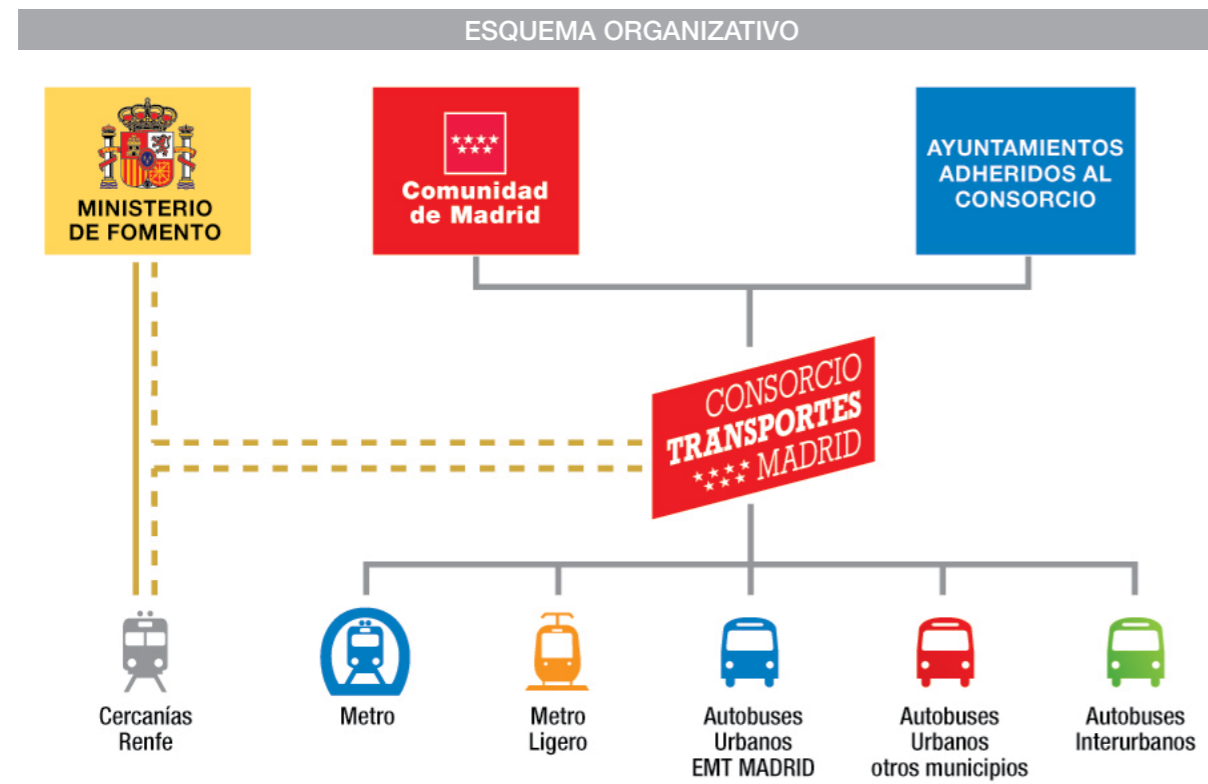 ESQUEMA ORGANIZATIVO
MINISTERIO
DE FOMENTO
Comunidad
de Madrid
AYUNTAMIENTOS
ADHERIDOS AL
CONSORCIO
CONSORCIO
TRANSPORTES
MADRID
Cercanías
Renfe
Metro
Metro
Ligero
Autobuses
Urbanos
EMT MADRID
Autobuses
Urbanos
otros municipios
Autobuses
Interurbanos